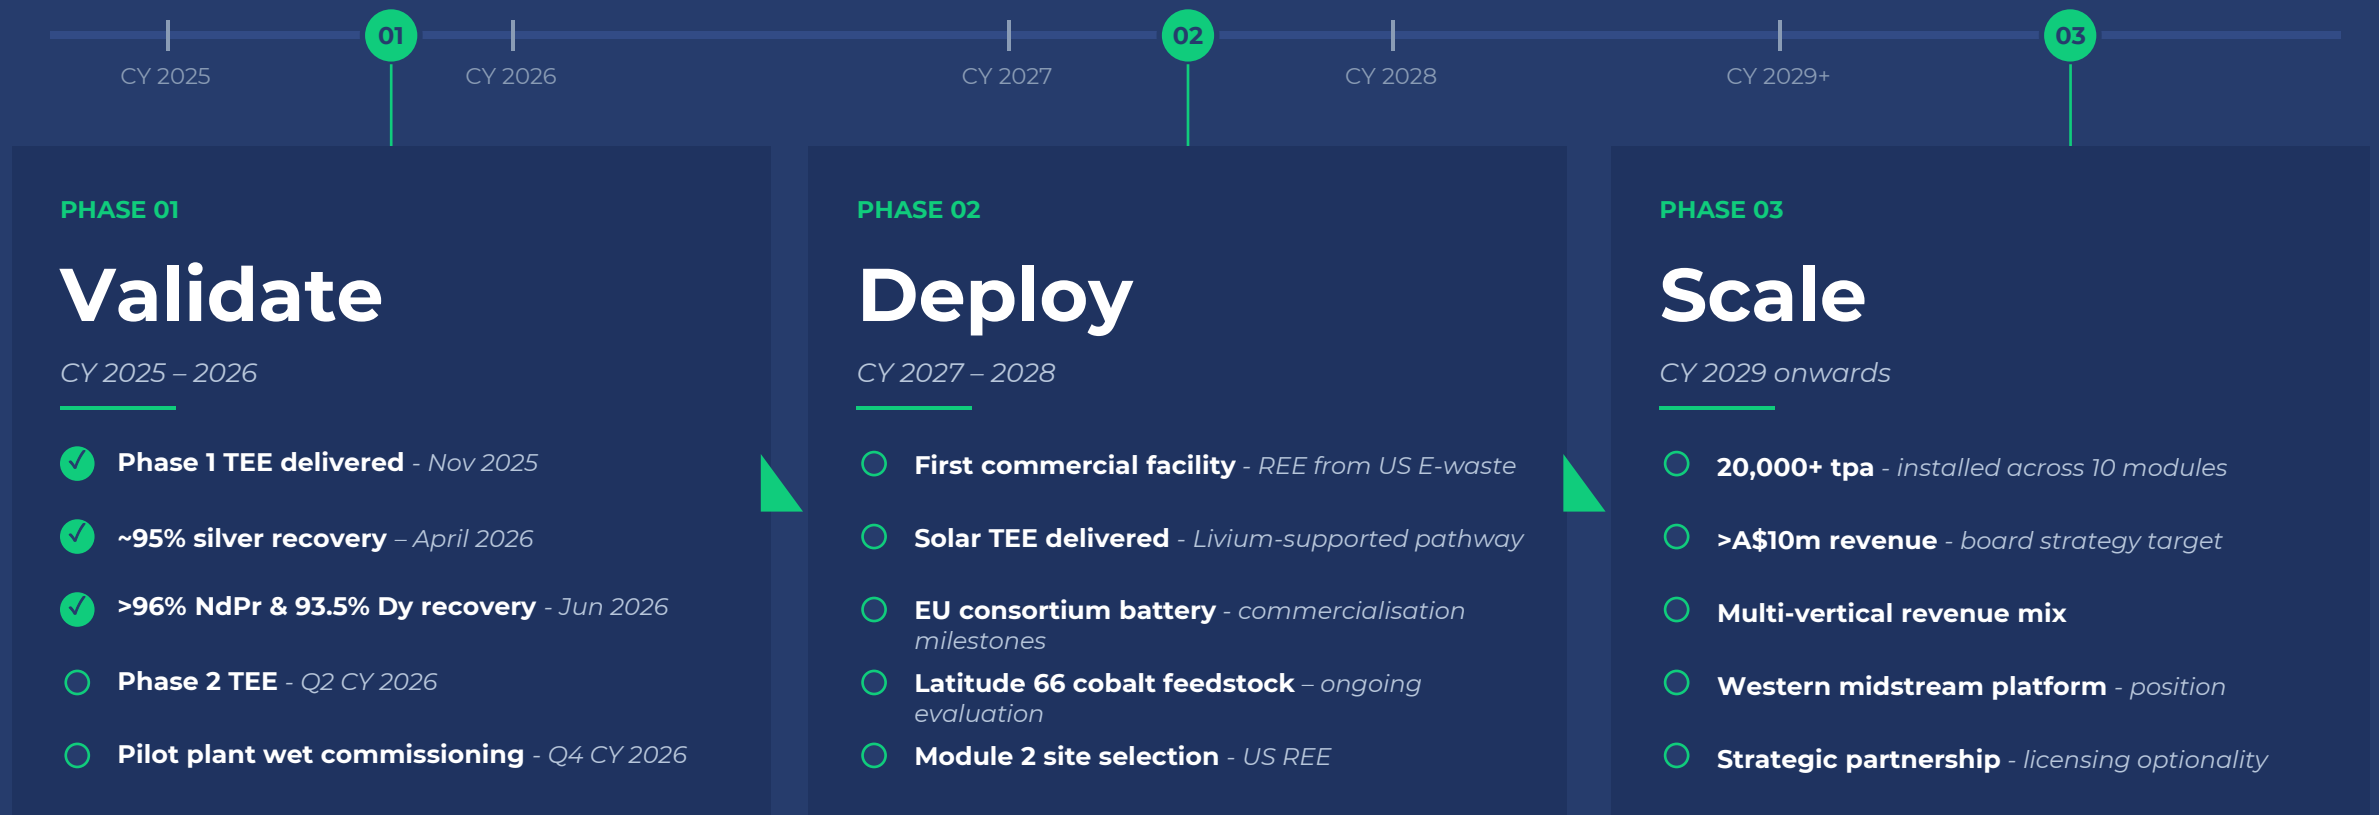 01
02
03
CY 2025
CY 2026
CY 2027
CY 2028
CY 2029+
PHASE 01
Validate
CY 2025 – 2026
Phase 1 TEE delivered - Nov 2025
~95% silver recovery – April 2026
>96% NdPr & 93.5% Dy recovery - Jun 2026
Phase 2 TEE - Q2 CY 2026
Pilot plant wet commissioning - Q4 CY 2026
PHASE 02
Deploy
CY 2027 – 2028
First commercial facility - REE from US E-waste
Solar TEE delivered - Livium-supported pathway
EU consortium battery - commercialisation
milestones
Latitude 66 cobalt feedstock – ongoing
evaluation
Module 2 site selection - US REE
PHASE 03
Scale
CY 2029 onwards
20,000+ tpa - installed across 10 modules
>A$10m revenue - board strategy target
Multi-vertical revenue mix
Western midstream platform - position
Strategic partnership - licensing optionality